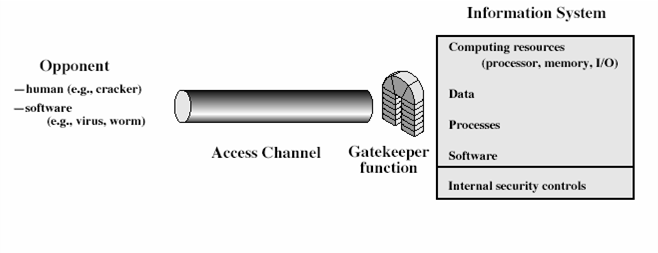 Information System
Opponent
—human (e.g., cracker)
—software
(e.g., virus, worm)
Access Channel
Gatekeeper
function
Computing resources
(processor, memory, I/O)
Data
Processes
Software
Internal security controls